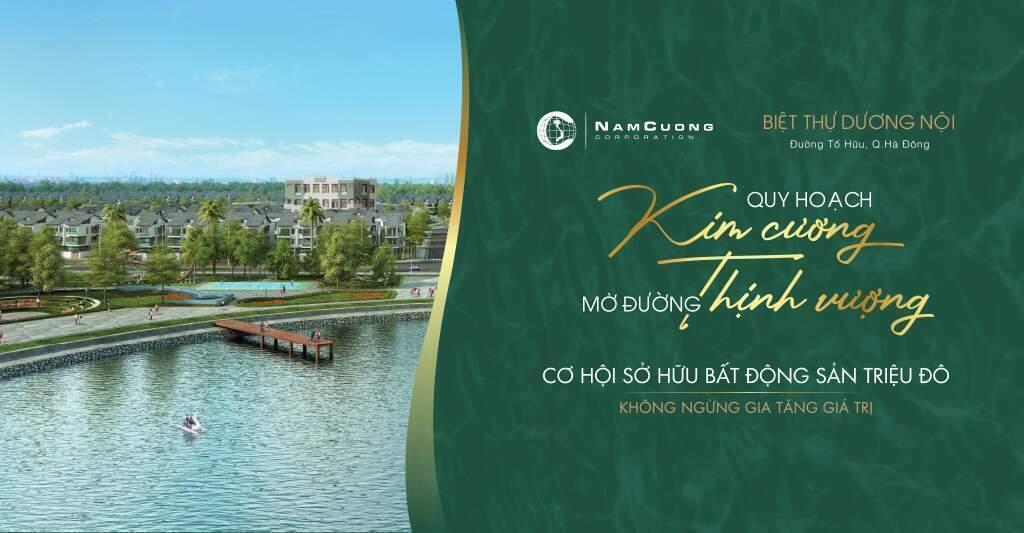 NAMCUONG
CORPORATION
BIỆT THỰ DƯƠNG NỘI
Đường Tố Hữu, Q.Hà Đông
QUY HOẠCH
Kim cương
MỞ ĐƯỜNG Thịnh vượng
CƠ HỘI SỞ HỮU BẤT ĐỘNG SẢN TRIỆU ĐÔ
KHÔNG NGỪNG GIA TĂNG GIÁ TRỊ